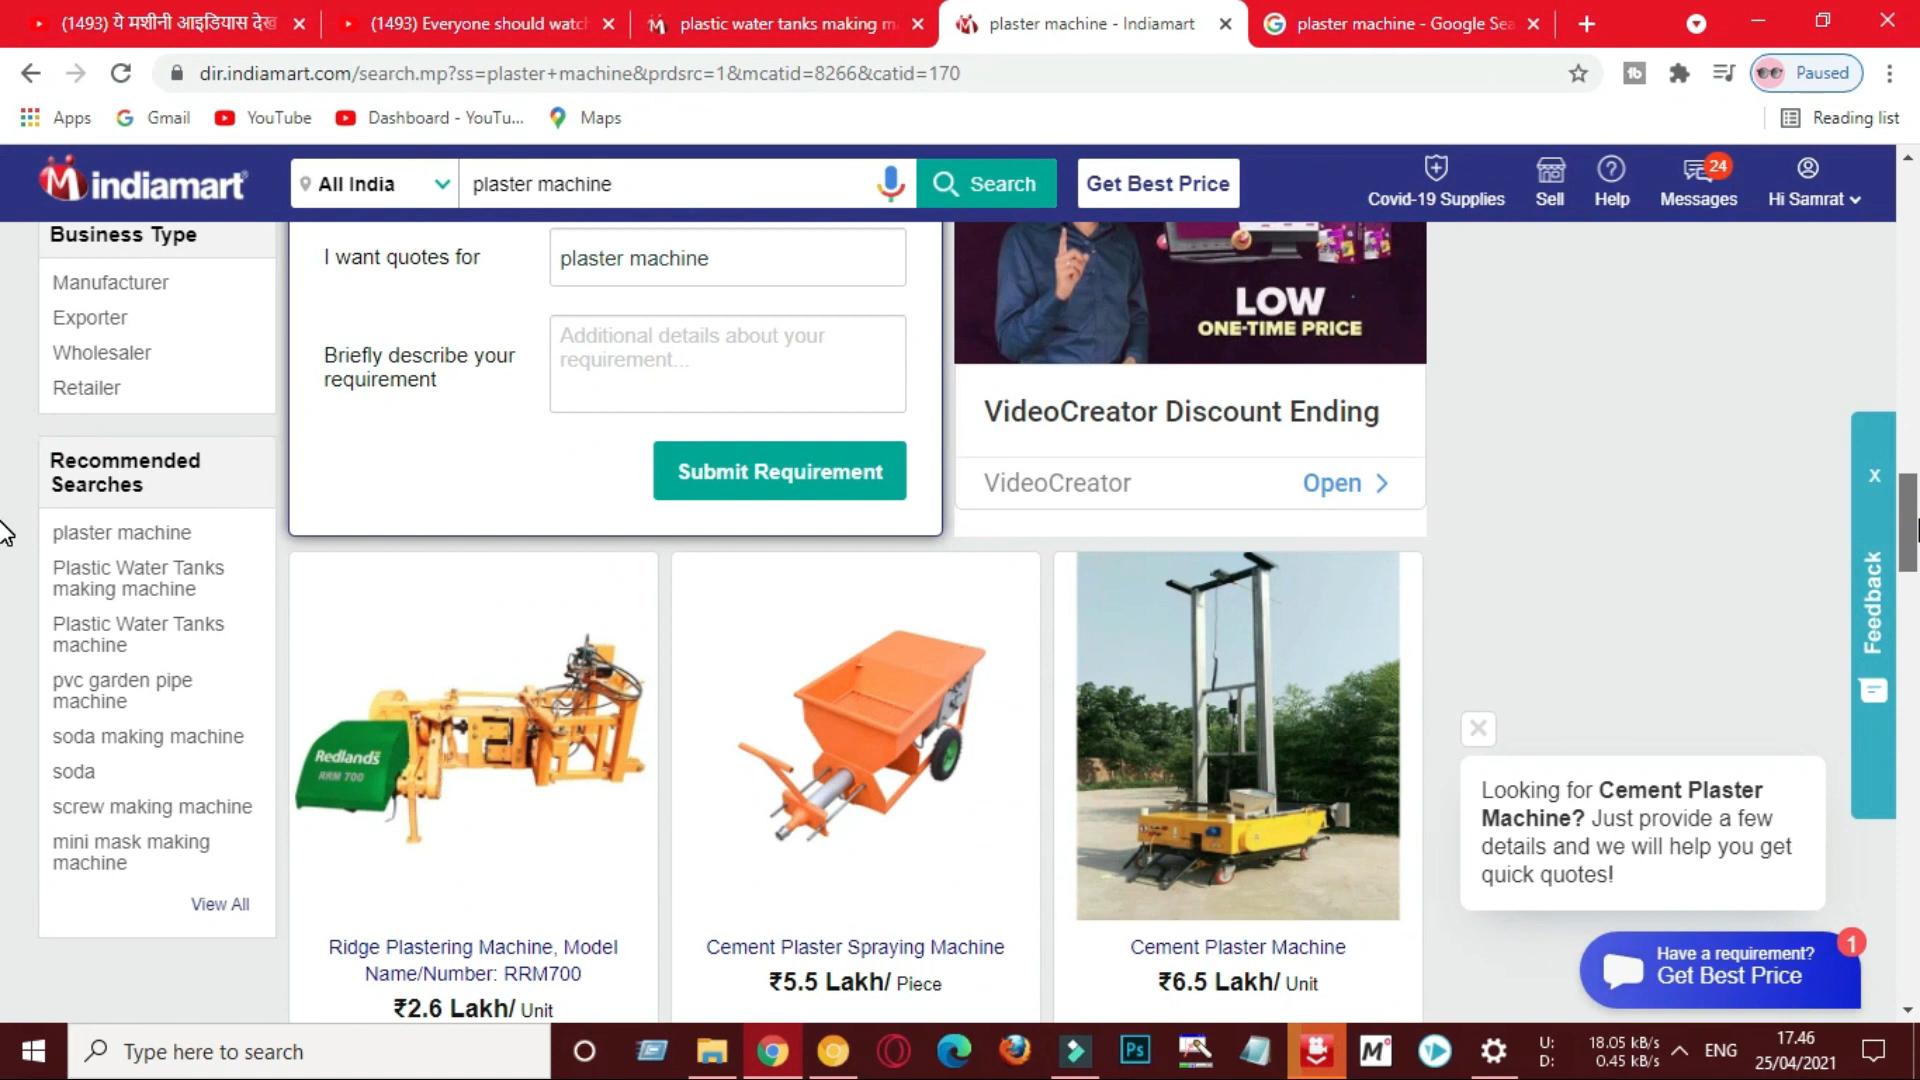 (1493) ये मशीनी आइडियास देख
(1493) Everyone should watch
plastic water tanks making m
plaster machine - Indiamart
plaster machine - Google Sea
dir.indiamart.com/search.mp?ss=plaster+machine&prdsrc=1&mcatid=8266&catid=170
Paused
Apps
Gmail
YouTube
Dashboard - YouTu...
Maps
Reading list
indiamart
All India
plaster machine
Search
Get Best Price
Covid-19 Supplies
Sell
Help
24
Messages
Hi Samrat
Business Type
Manufacturer
Exporter
Wholesaler
Retailer
Recommended
Searches
plaster machine
Plastic Water Tanks
making machine
Plastic Water Tanks
machine
pvc garden pipe
machine
soda making machine
soda
screw making machine
mini mask making
machine
View All
I want quotes for
plaster machine
Briefly describe your
requirement
Additional details about your
requirement...
Submit Requirement
LOW
ONE-TIME PRICE
VideoCreator Discount Ending
VideoCreator
Open
Redlands
RRM 700
Ridge Plastering Machine, Model
Name/Number: RRM700
₹2.6 Lakh/ Unit
Cement Plaster Spraying Machine
₹5.5 Lakh/ Piece
Cement Plaster Machine
₹6.5 Lakh/ Unit
x
Feedback
Looking for Cement Plaster
Machine? Just provide a few
details and we will help you get
quick quotes!
1
Have a requirement?
Get Best Price
Type here to search
Ps
U:
D:
18.05 kB/s
0.45 kB/s
ENG
17.46
25/04/2021